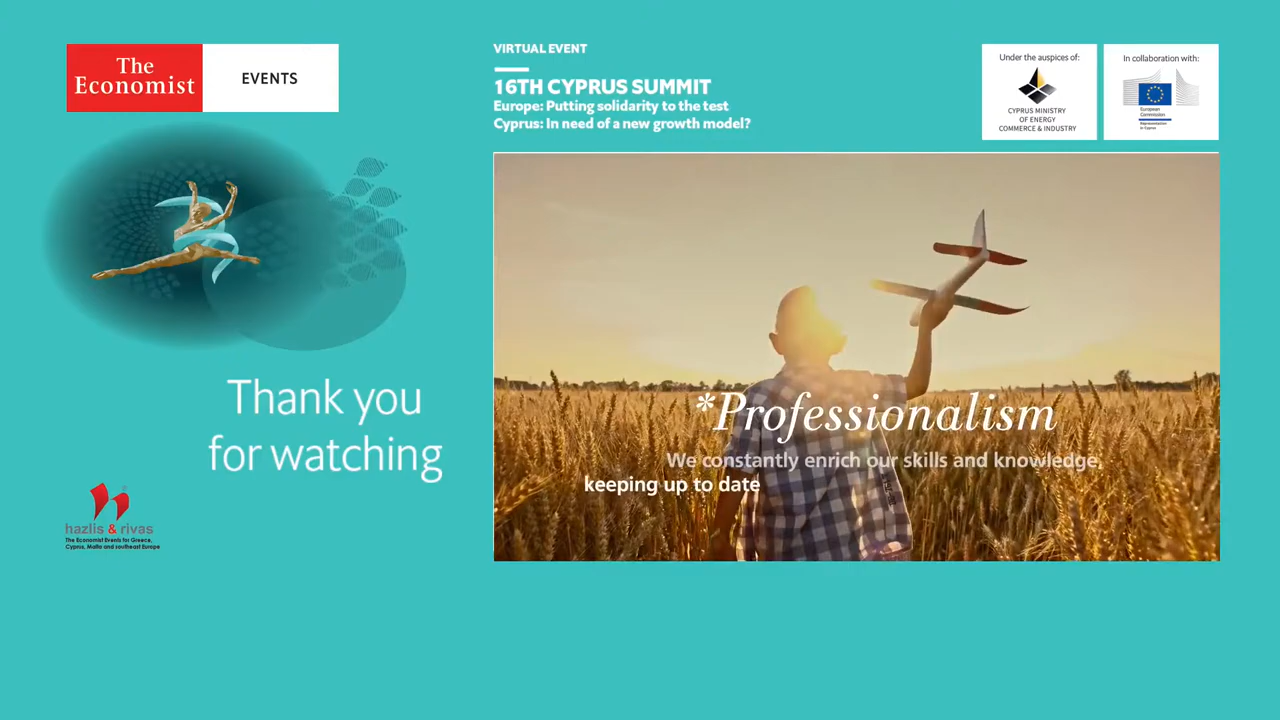 The
Economist
EVENTS
VIRTUAL EVENT
16TH CYPRUS SUMMIT
Europe: Putting solidarity to the test
Cyprus: In need of a new growth model?
Under the auspices of:
CYPRUS MINISTRY
OF ENERGY
COMMERCE & INDUSTRY
In collaboration with:
European
Commission
Representation
in Cyprus
Thank you
for watching
*Professionalism
We constantly enrich our skills and knowledge,
keeping up to date
hazlis & rivas
The Economist Events for Greece,
Cyprus, Malta and southeast Europe